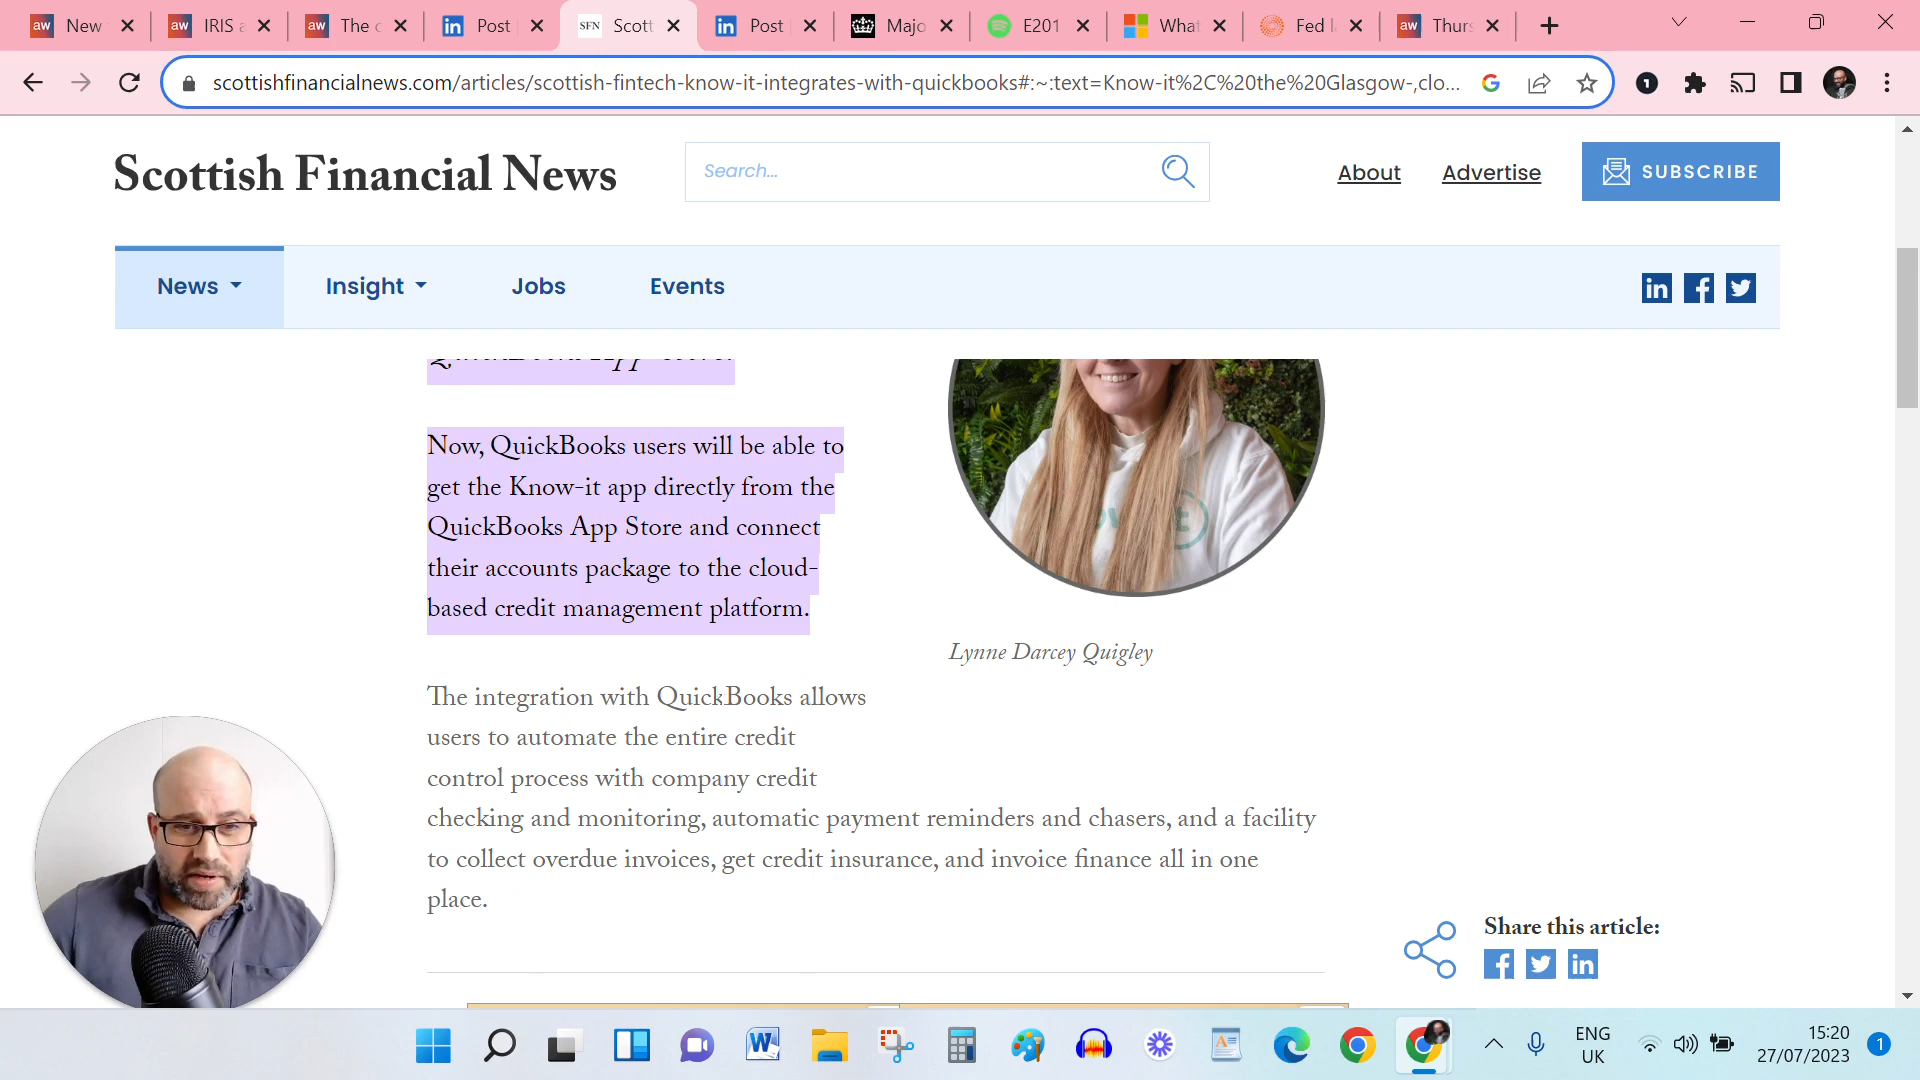 New
IRIS a
The c
Post
Scott
Post
Majo
E201
What
Fed l
Thurs
scottishfinancialnews.com/articles/scottish-fintech-know-it-integrates-with-quickbooks#:~:text=Know-it%2C%20the%20Glasgow-,clo...
Scottish Financial News
Search...
About
Advertise
SUBSCRIBE
News
Insight
Jobs
Events
QuickBooks App Store.
Now, QuickBooks users will be able to
get the Know-it app directly from the
QuickBooks App Store and connect
their accounts package to the cloud-
based credit management platform.
Lynne Darcey Quigley
The integration with QuickBooks allows
users to automate the entire credit
control process with company credit
checking and monitoring, automatic payment reminders and chasers, and a facility
to collect overdue invoices, get credit insurance, and invoice finance all in one
place.
Share this article:
ENG
UK
15:20
27/07/2023
1